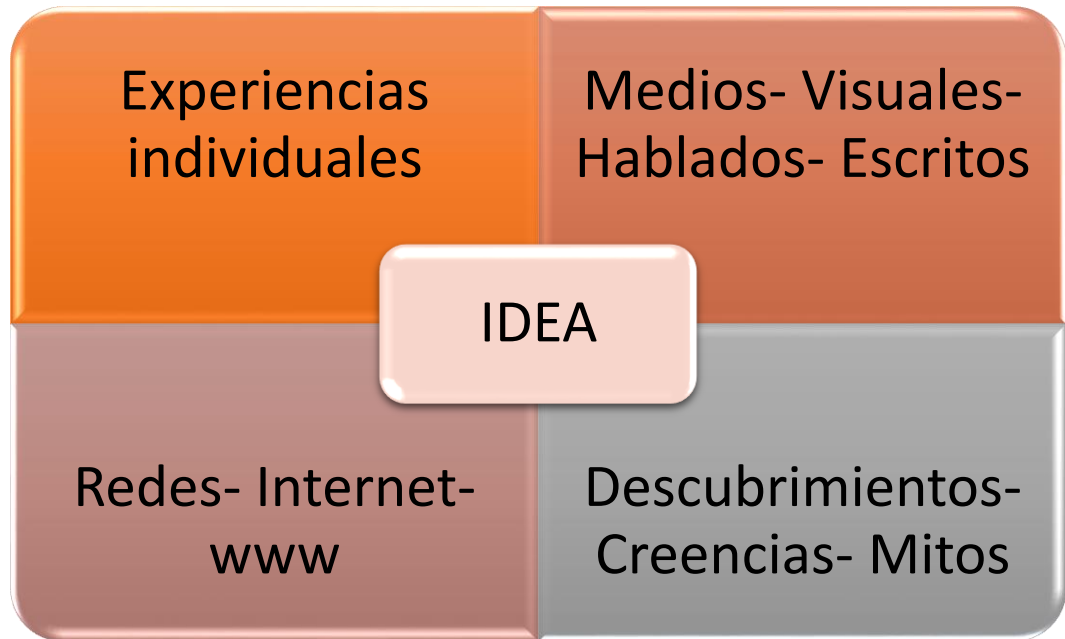 Experiencias
individuales
Medios- Visuales-
Hablados- Escritos
IDEA
Redes- Internet-
www
Descubrimientos-
Creencias- Mitos